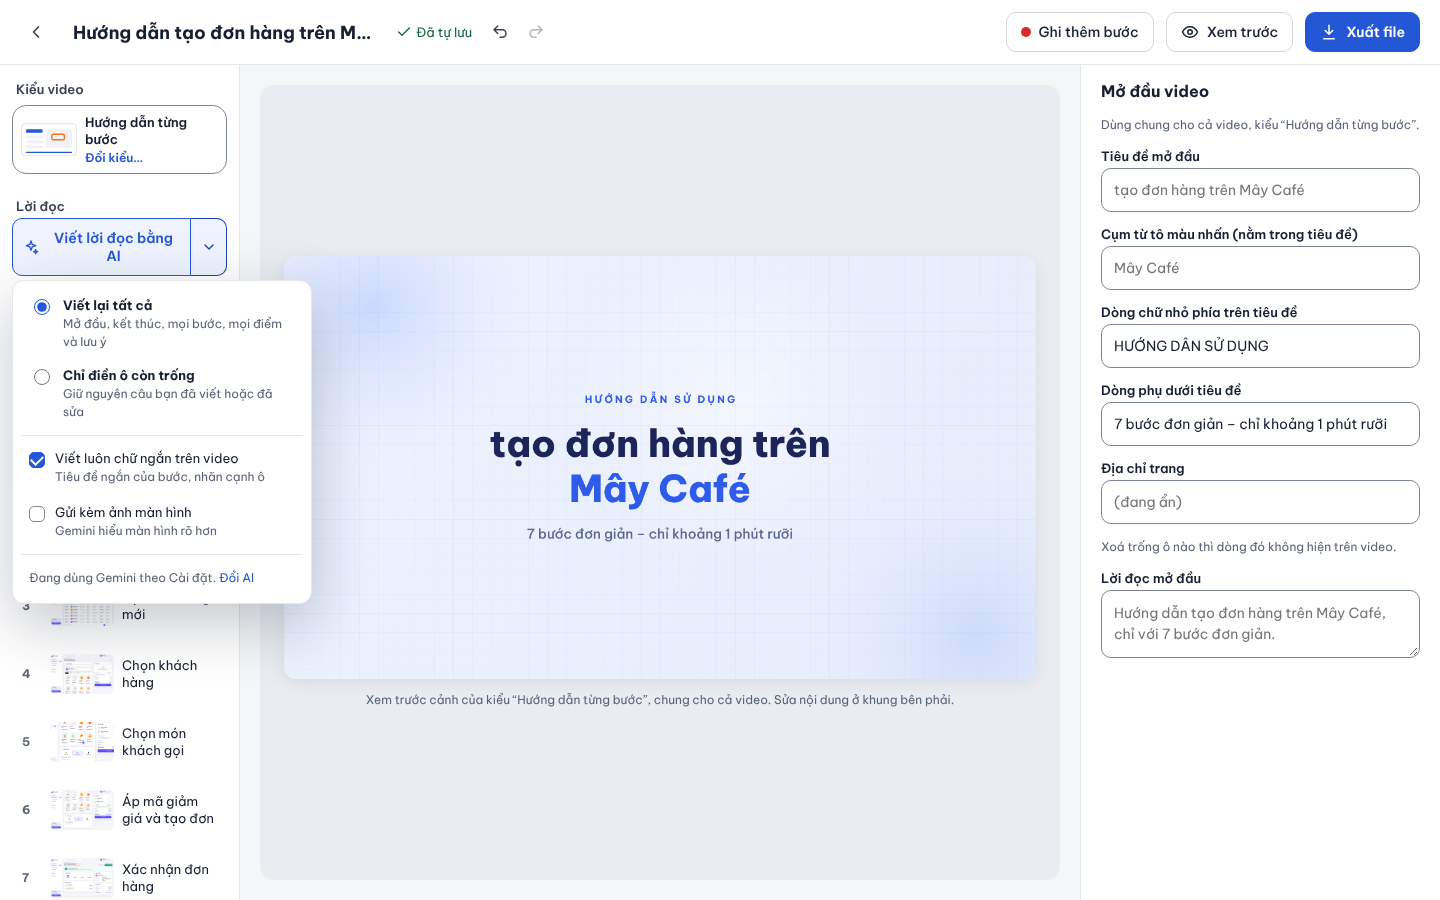 Hướng dẫn tạo đơn hàng trên M...
Đã tự lưu
Ghi thêm bước
Xem trước
Xuất file
Kiểu video
Hướng dẫn từng
bước
Đổi kiểu...
Lời đọc
Viết lời đọc bằng
AI
Viết lại tất cả
Mở đầu, kết thúc, mọi bước, mọi điểm
và lưu ý
Chỉ điền ô còn trống
Giữ nguyên câu bạn đã viết hoặc đã
sửa
Viết luôn chữ ngắn trên video
Tiêu đề ngắn của bước, nhãn cạnh ô
Gửi kèm ảnh màn hình
Gemini hiểu màn hình rõ hơn
Đang dùng Gemini theo Cài đặt. Đổi AI
3
mới
4
Chọn khách
hàng
5
Chọn món
khách gọi
6
Áp mã giảm
giá và tạo đơn
7
Xác nhận đơn
hàng
HƯỚNG DẪN SỬ DỤNG
tạo đơn hàng trên
Mây Café
7 bước đơn giản – chỉ khoảng 1 phút rưỡi
Xem trước cảnh của kiểu “Hướng dẫn từng bước”, chung cho cả video. Sửa nội dung ở khung bên phải.
Mở đầu video
Dùng chung cho cả video, kiểu “Hướng dẫn từng bước”.
Tiêu đề mở đầu
tạo đơn hàng trên Mây Café
Cụm từ tô màu nhấn (nằm trong tiêu đề)
Mây Café
Dòng chữ nhỏ phía trên tiêu đề
HƯỚNG DẪN SỬ DỤNG
Dòng phụ dưới tiêu đề
7 bước đơn giản – chỉ khoảng 1 phút rưỡi
Địa chỉ trang
(đang ẩn)
Xoá trống ô nào thì dòng đó không hiện trên video.
Lời đọc mở đầu
Hướng dẫn tạo đơn hàng trên Mây Café,
chỉ với 7 bước đơn giản.